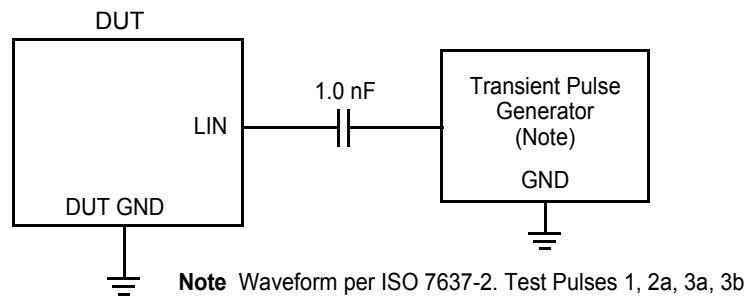 DUT
1.0 nF
Transient Pulse
Generator
(Note)
LIN
GND
DUT GND
Note Waveform per ISO 7637-2. Test Pulses 1, 2a, 3a, 3b